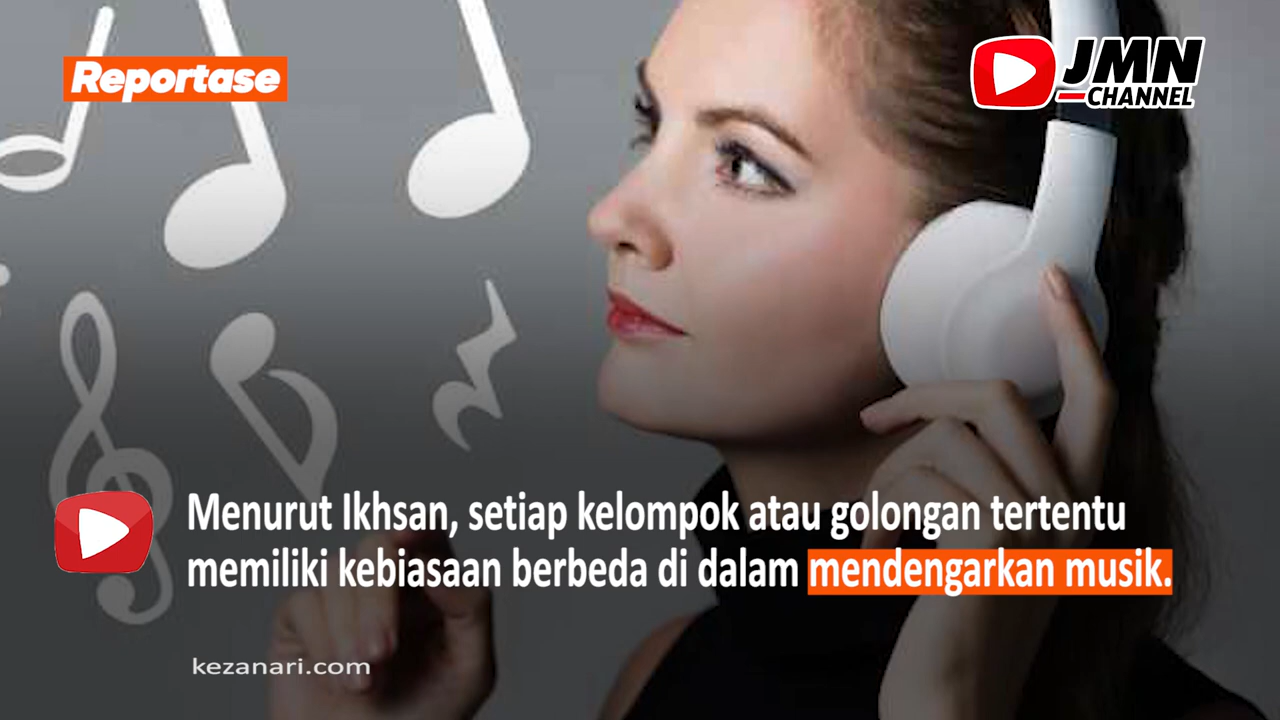 Reportase
JMN
CHANNEL
Menurut Ikhsan, setiap kelompok atau golongan tertentu
memiliki kebiasaan berbeda di dalam mendengarkan musik.
kezanari.com